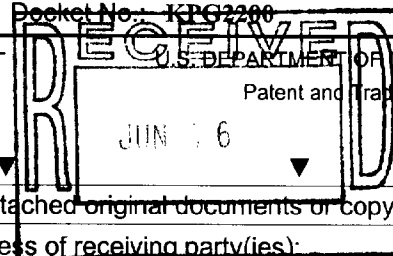 Docket No.: KPG2200
RECEIVED
U.S. DEPARTMENT OF
Patent and Trad
JUN 6
tached original documents or copy
ess of receiving party(ies):